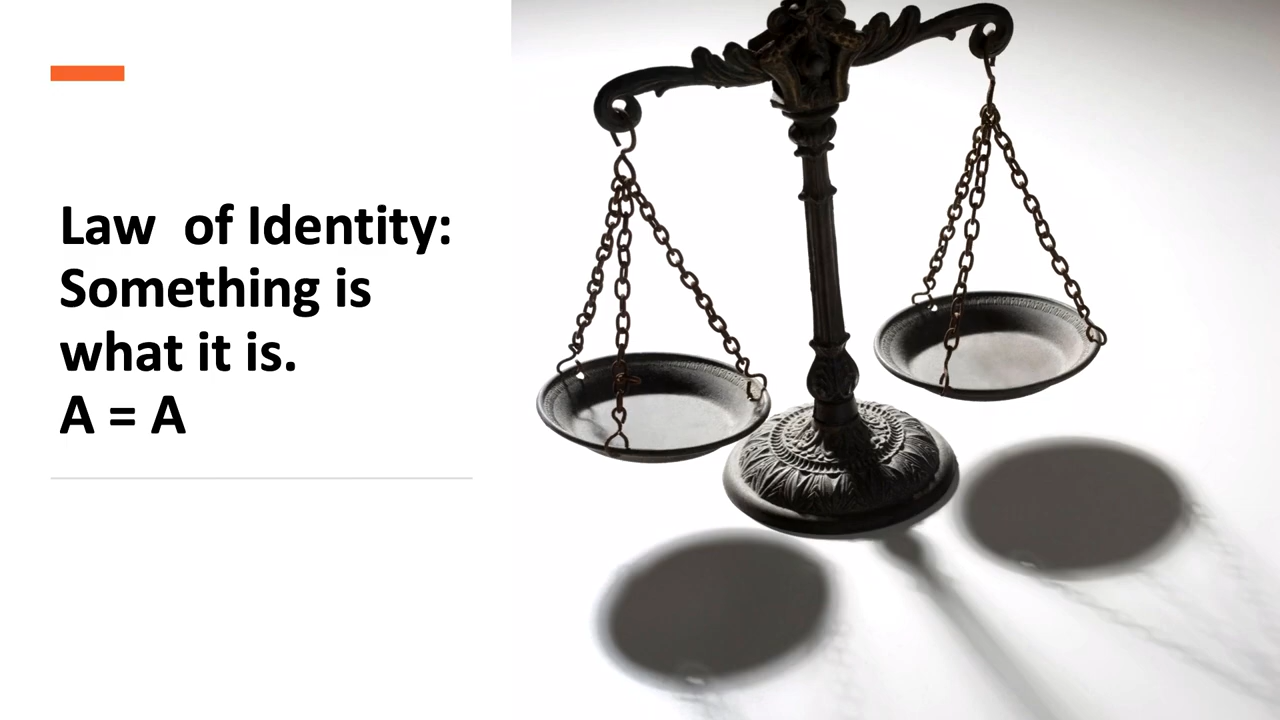 Law  of Identity:
Something is
what it is.
A = A